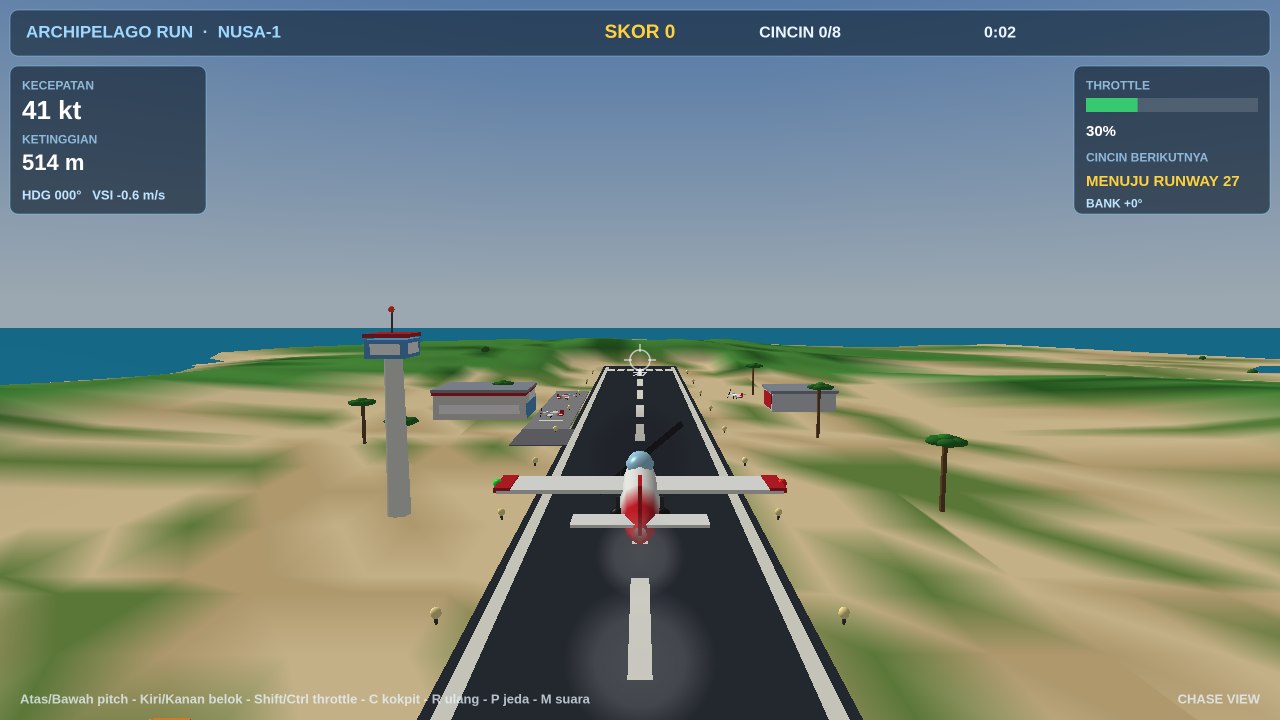 ARCHIPELAGO RUN · NUSA-1
SKOR 0
CINCIN 0/8
0:02
KECEPATAN
41 kt
KETINGGIAN
514 m
HDG 000° VSI -0.6 m/s
THROTTLE
30%
CINCIN BERIKUTNYA
MENUJU RUNWAY 27
BANK +0°
Atas/Bawah pitch - Kiri/Kanan belok - Shift/Ctrl throttle - C kokpit - R ulang - P jeda - M suara
CHASE VIEW